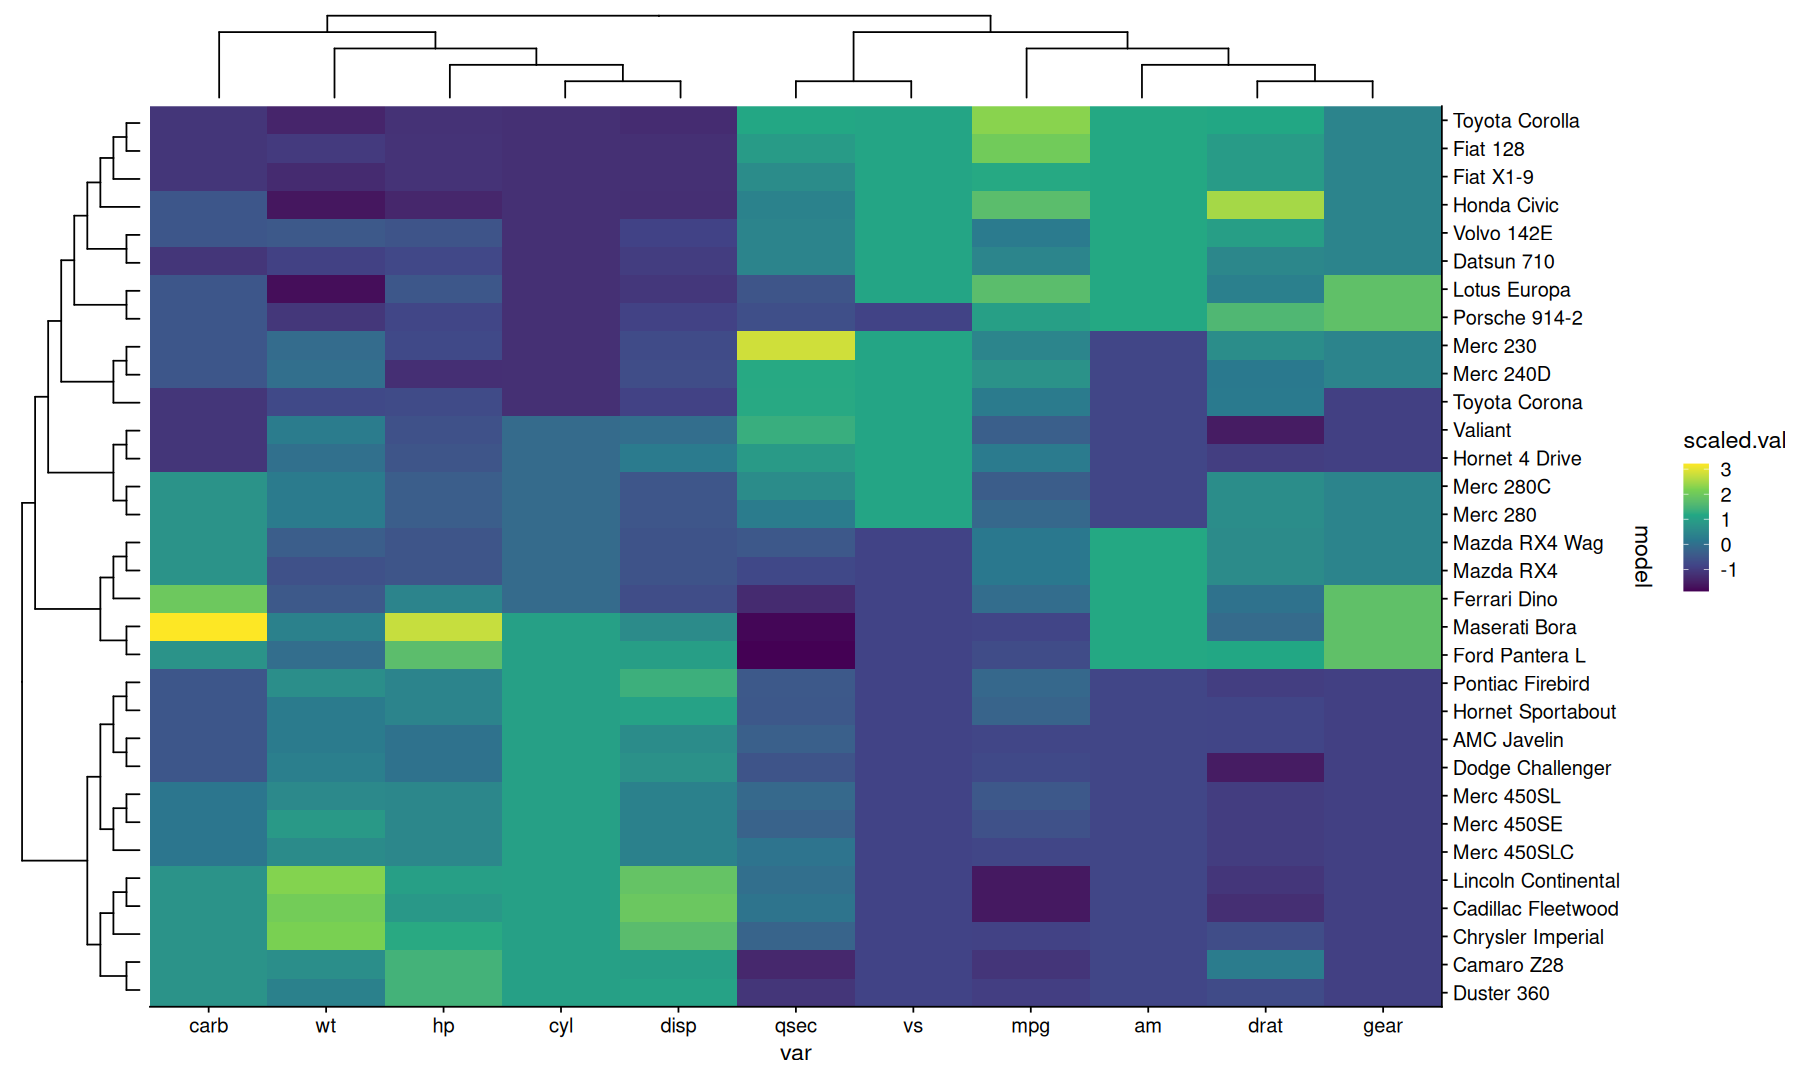 Toyota Corolla
Fiat 128
Fiat X1-9
Honda Civic
Volvo 142E
Datsun 710
Lotus Europa
Porsche 914-2
Merc 230
Merc 240D
Toyota Corona
Valiant
Hornet 4 Drive
Merc 280C
Merc 280
Mazda RX4 Wag
Mazda RX4
Ferrari Dino
Maserati Bora
Ford Pantera L
Pontiac Firebird
Hornet Sportabout
AMC Javelin
Dodge Challenger
Merc 450SL
Merc 450SE
Merc 450SLC
Lincoln Continental
Cadillac Fleetwood
Chrysler Imperial
Camaro Z28
Duster 360
model
scaled.val
3
2
1
0
-1
carb wt hp cyl disp qsec vs mpg am drat gear
var